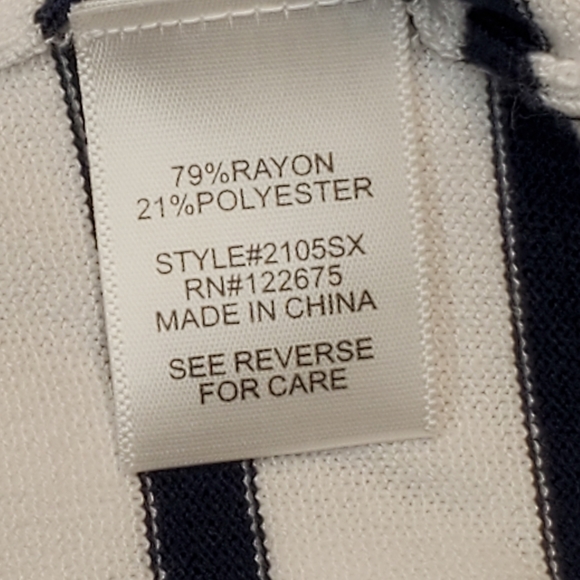 79%RAYON
21%POLYESTER
STYLE#2105SX
RN#122675
MADE IN CHINA
SEE REVERSE
FOR CARE